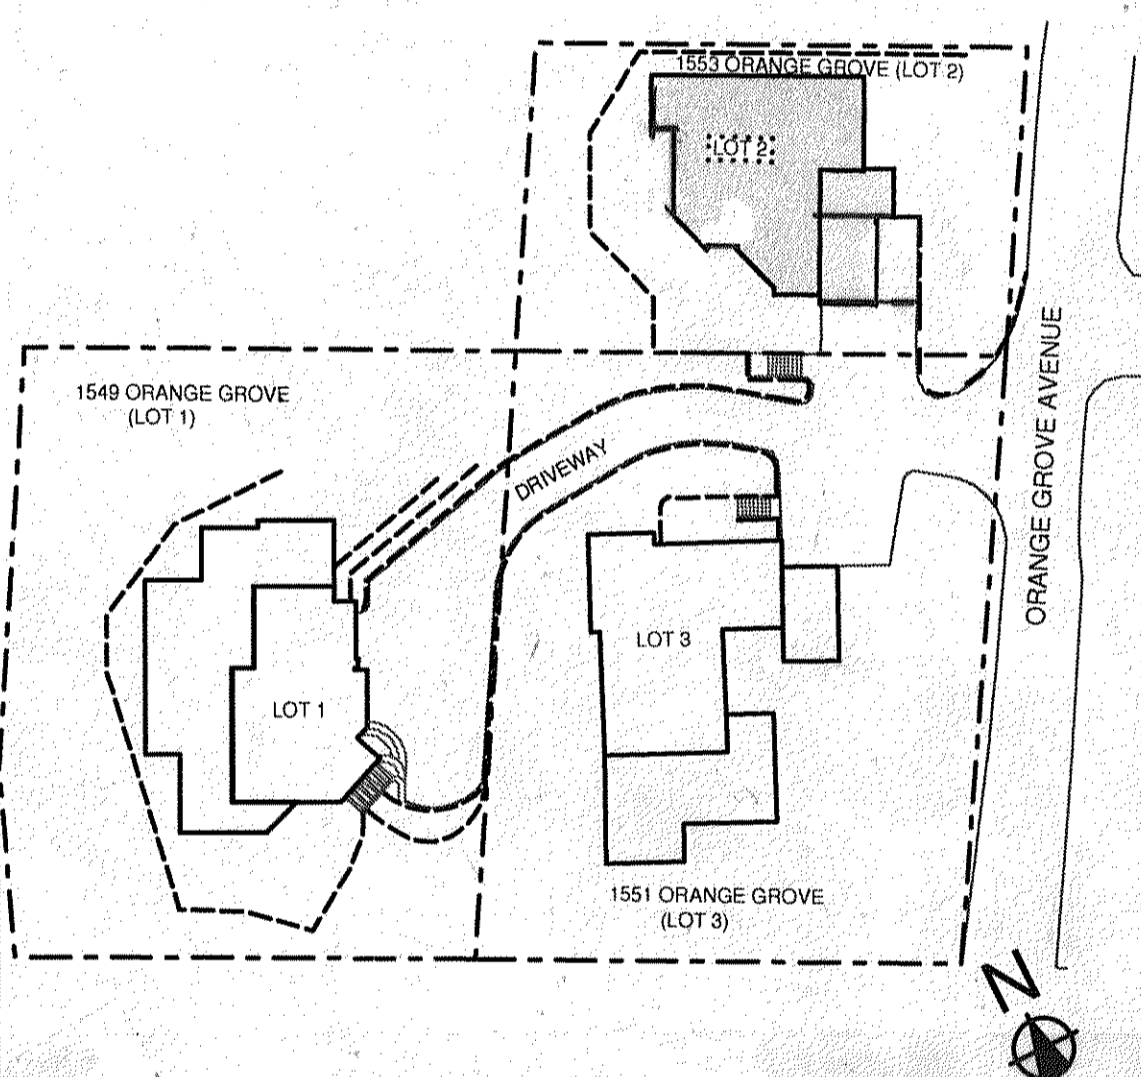 1553 ORANGE GROVE (LOT 2)
LOT 2
1549 ORANGE GROVE
(LOT 1)
DRIVEWAY
ORANGE GROVE AVENUE
LOT 3
LOT 1
1551 ORANGE GROVE
(LOT 3)
N